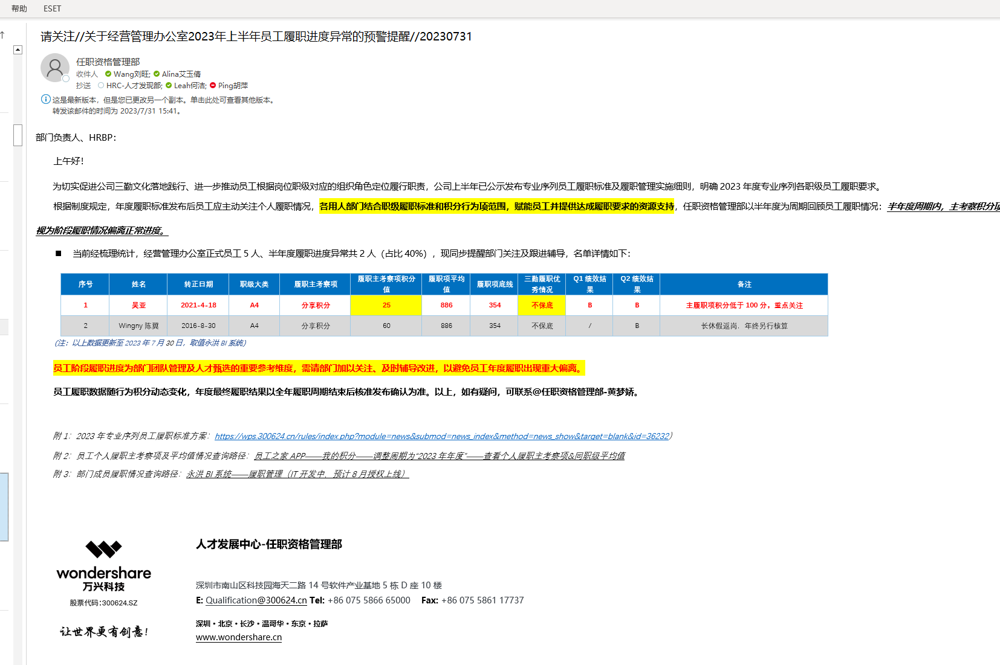 帮助 ESET
请关注//关于经营管理办公室2023年上半年员工履职进度异常的预警提醒//20230731
任职资格管理部
收件人 Wang刘旺; Alina艾玉倩
抄送 HRC-人才发现部; Leah何洁; Ping胡萍
这是最新版本，但是您已更改另一个副本。单击此处可查看其他版本。
转发该邮件的时间为 2023/7/31 15:41。
部门负责人、HRBP：
上午好！
为切实促进公司三勤文化落地践行、进一步推动员工根据岗位职级对应的组织角色定位履行职责，公司上半年已公示发布专业序列员工履职标准及履职管理实施细则，明确 2023 年度专业序列各职级员工履职要求。
根据制度规定，年度履职标准发布后员工应主动关注个人履职情况，各用人部门结合职级履职标准和积分行为项范围，赋能员工并提供达成履职要求的资源支持，任职资格管理部以半年度为周期回顾员工履职情况：半年度周期内，主考察积分项
视为阶段履职情况偏离正常进度。
■ 当前经梳理统计，经营管理办公室正式员工 5 人、半年度履职进度异常共 2 人（占比 40%），现同步提醒部门关注及跟进辅导，名单详情如下：
序号 姓名 转正日期 职级大类 履职主考察项 履职主考察项积分值 履职项平均值 履职项底线 三勤履职优秀情况 Q1 绩效结果 Q2 绩效结果 备注
1 吴亚 2021-4-18 A4 分享积分 25 886 354 不保底 B B 主履职项积分低于 100 分，重点关注
2 Wingny 陈翼 2016-8-30 A4 分享积分 60 886 354 不保底 / B 长休假返岗，年终另行核算
(注：以上数据更新至 2023 年 7 月 30 日，取值永洪 BI 系统)
员工阶段履职进度为部门团队管理及人才甄选的重要参考维度，需请部门加以关注、及时辅导改进，以避免员工年度履职出现重大偏离。
员工履职数据随行为积分动态变化，年度最终履职结果以全年履职周期结束后核准发布确认为准。以上，如有疑问，可联系@任职资格管理部-黄梦娇。
附 1：2023 年专业序列员工履职标准方案：https://wps.300624.cn/rules/index.php?module=news&submod=news_index&method=news_show&target=blank&id=36232）
附 2：员工个人履职主考察项及平均值情况查询路径：员工之家 APP——我的积分——调整周期为“2023 年年度”——查看个人履职主考察项&同职级平均值
附 3：部门成员履职情况查询路径：永洪 BI 系统——履职管理（IT 开发中，预计 8 月授权上线）
wondershare
万兴科技
股票代码：300624.SZ
让世界更有创意！
人才发展中心-任职资格管理部
深圳市南山区科技园海天二路 14 号软件产业基地 5 栋 D 座 10 楼
E: Qualification@300624.cn Tel: +86 075 5866 65000 Fax: +86 075 5861 17737
深圳・北京・长沙・温哥华・东京・拉萨
www.wondershare.cn